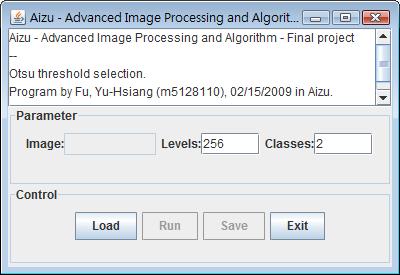 Aizu - Advanced Image Processing and Algorit...
Aizu - Advanced Image Processing and Algorithm - Final project
--
Otsu threshold selection.
Program by Fu, Yu-Hsiang (m5128110), 02/15/2009 in Aizu.
Parameter
Image: Levels: 256 Classes: 2
Control
Load Run Save Exit